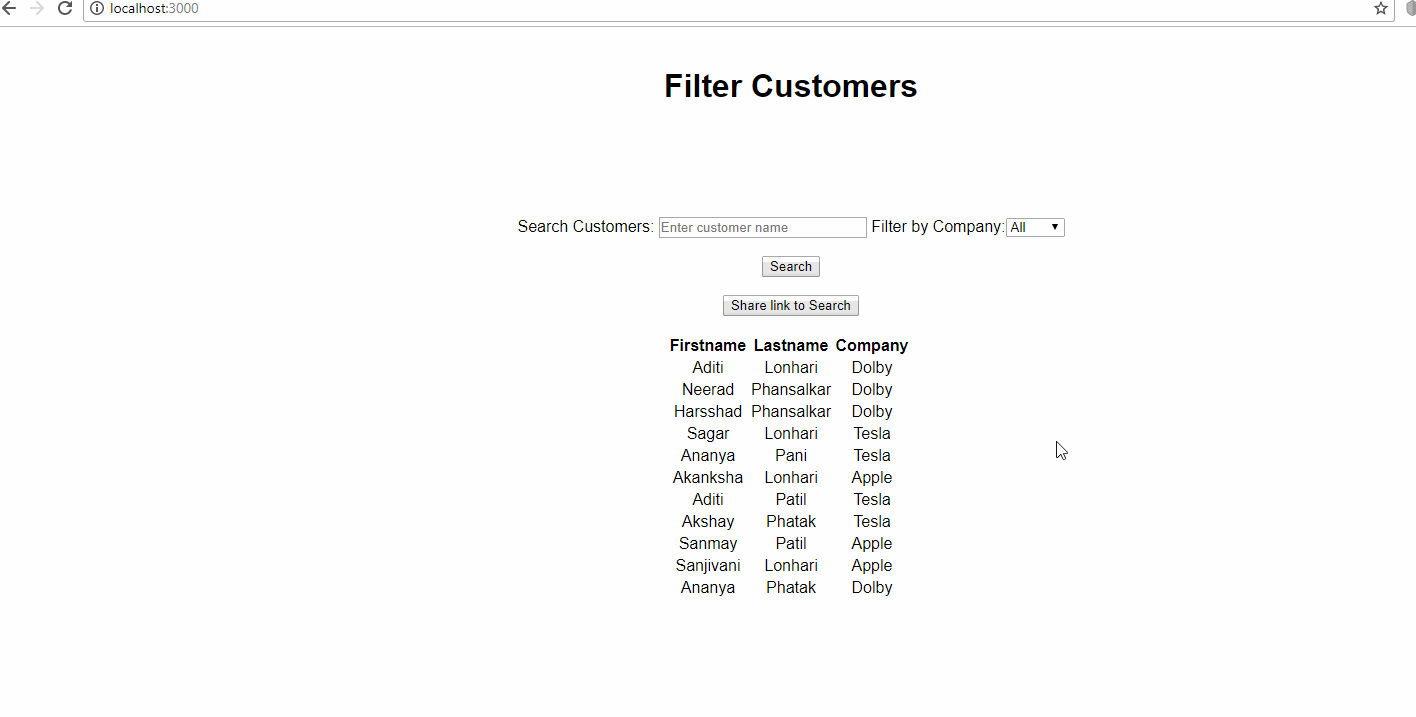 localhost:3000
Filter Customers
Search Customers: Enter customer name Filter by Company: All
Search
Share link to Search
Firstname Lastname Company
Aditi Lonhari Dolby
Neerad Phansalkar Dolby
Harsshad Phansalkar Dolby
Sagar Lonhari Tesla
Ananya Pani Tesla
Akanksha Lonhari Apple
Aditi Patil Tesla
Akshay Phatak Tesla
Sanmay Patil Apple
Sanjivani Lonhari Apple
Ananya Phatak Dolby